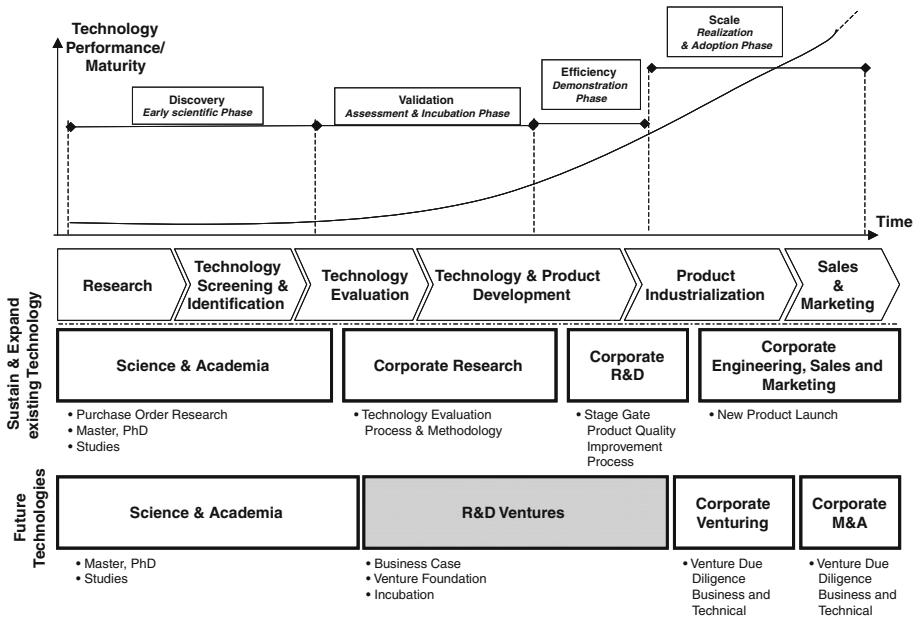 Technology
Performance/
Maturity
Scale
Realization
& Adoption Phase
Efficiency
Demonstration
Phase
Discovery
Early scientific Phase
Validation
Assessment & Incubation Phase
Time
Research
Technology
Screening &
Identification
Technology
Evaluation
Technology & Product
Development
Product
Industrialization
Sales
&
Marketing
Sustain & Expand
existing Technology
Science & Academia
Corporate Research
Corporate
R&D
Corporate
Engineering, Sales and
Marketing
• Purchase Order Research
• Master, PhD
• Studies
• Technology Evaluation
Process & Methodology
• Stage Gate
Product Quality
Improvement
Process
• New Product Launch
Future
Technologies
Science & Academia
R&D Ventures
Corporate
Venturing
Corporate
M&A
• Master, PhD
• Studies
• Business Case
• Venture Foundation
• Incubation
• Venture Due
Diligence
Business and
Technical
• Venture Due
Diligence
Business and
Technical